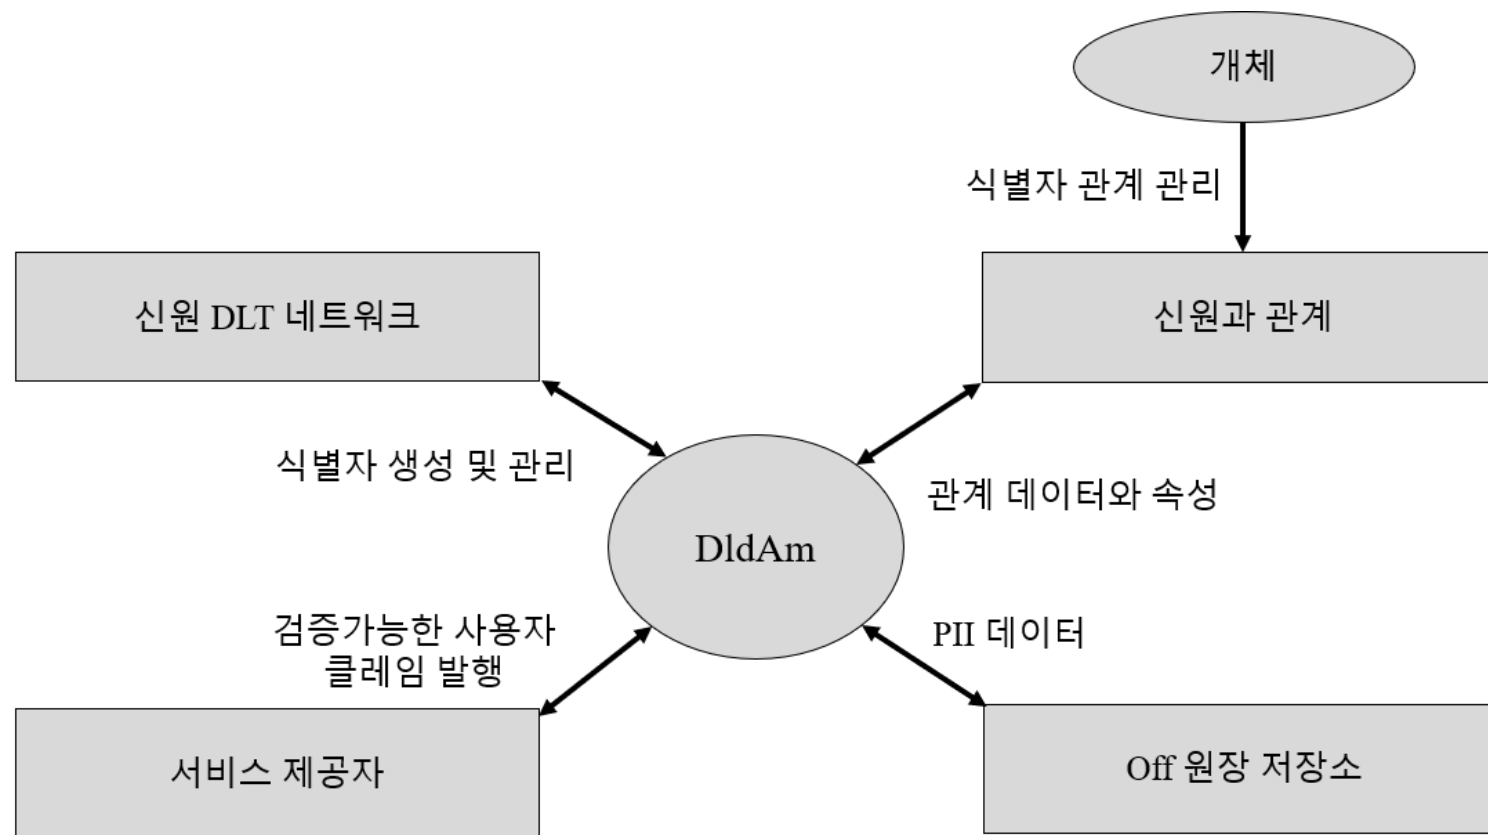 개체
식별자 관계 관리
신원 DLT 네트워크
신원과 관계
식별자 생성 및 관리
관계 데이터와 속성
DldAm
검증가능한 사용자
클레임 발행
PII 데이터
서비스 제공자
Off 원장 저장소